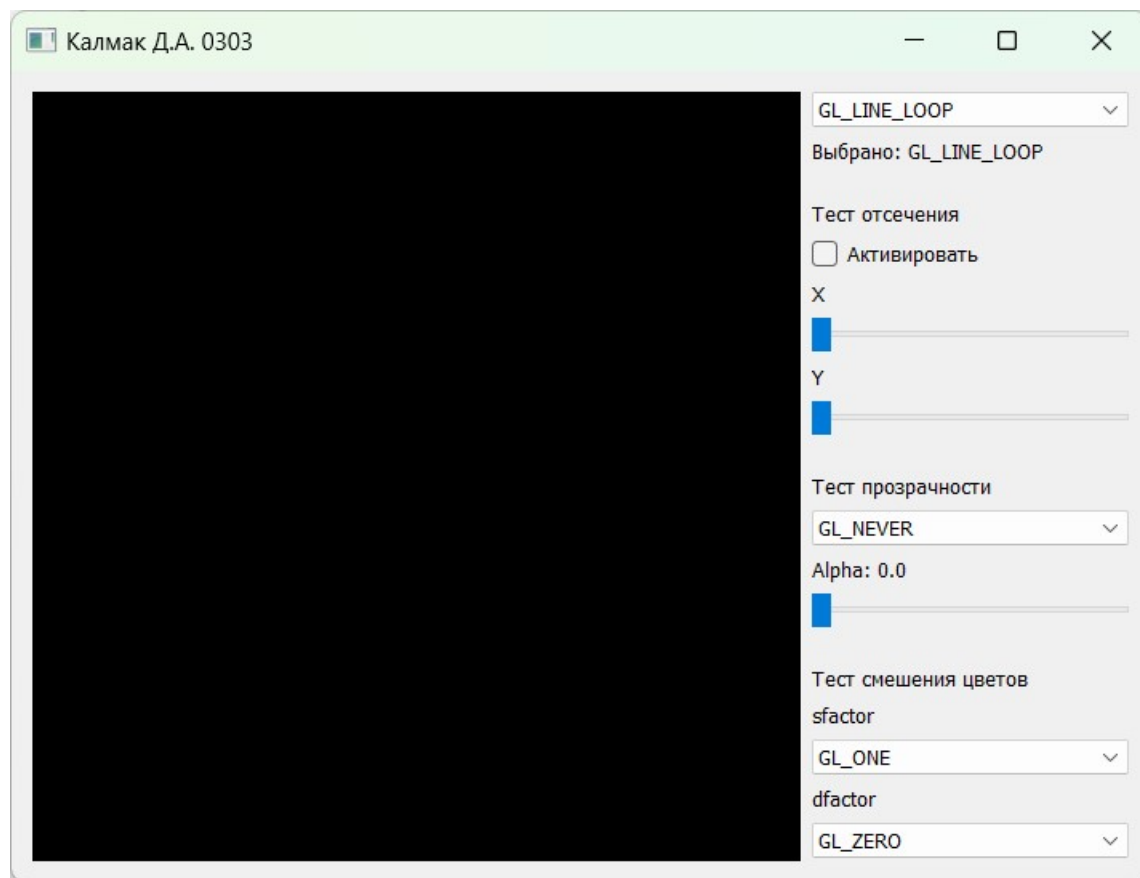 Калмак Д.А. 0303
GL_LINE_LOOP
Выбрано: GL_LINE_LOOP
Тест отсечения
Активировать
X
Y
Тест прозрачности
GL_NEVER
Alpha: 0.0
Тест смешения цветов
sfactor
GL_ONE
dfactor
GL_ZERO